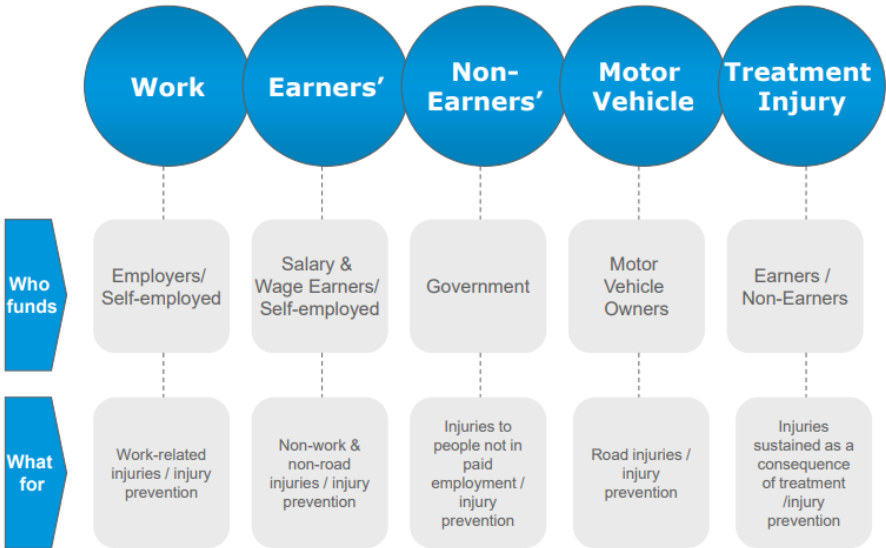 Work
Earners'
Non-
Earners'
Motor
Vehicle
Treatment
Injury
Who
funds
Employers/
Self-employed
Salary &
Wage Earners/
Self-employed
Government
Motor
Vehicle
Owners
Earners /
Non-Earners
What
for
Work-related
injuries / injury
prevention
Non-work &
non-road
injuries / injury
prevention
Injuries to
people not in
paid
employment /
injury
prevention
Road injuries /
injury
prevention
Injuries
sustained as a
consequence
of treatment
/injury
prevention